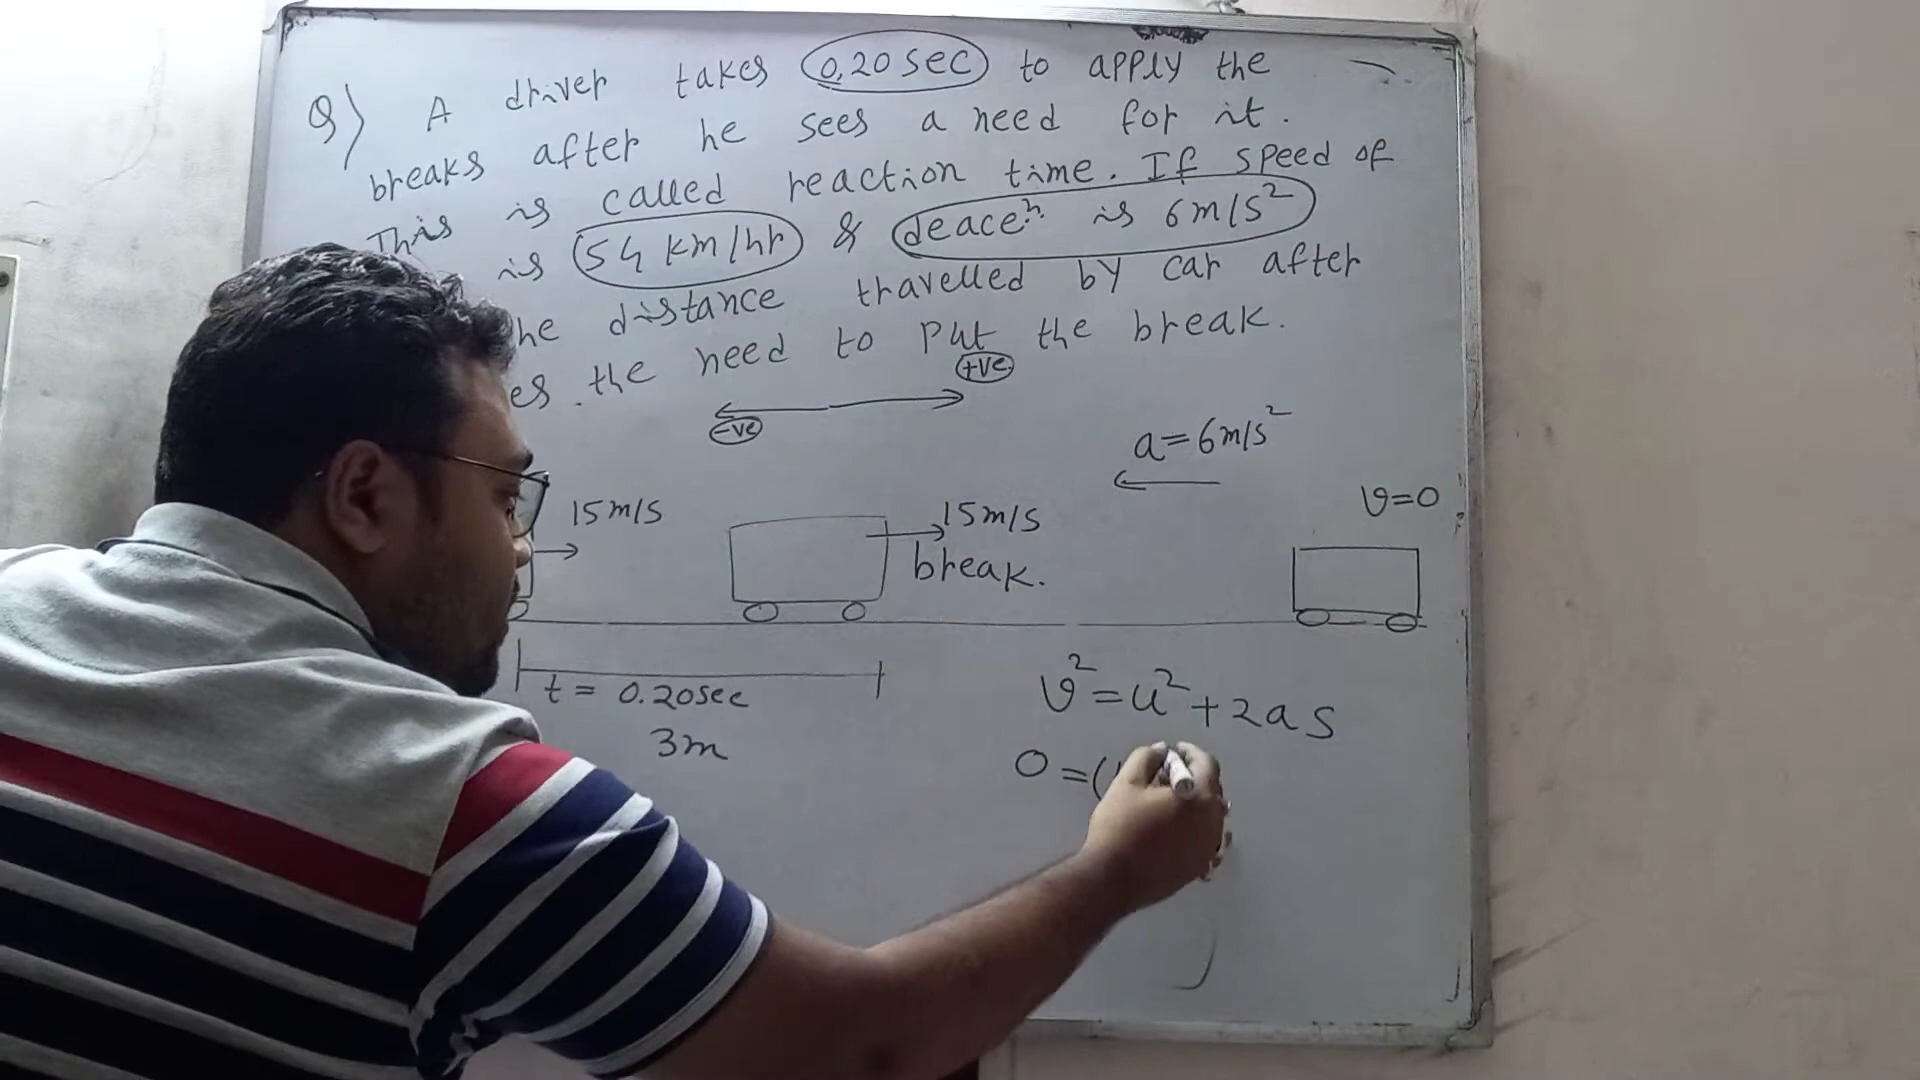 Q) A driver takes 0.20 sec to apply the
breaks after he sees a need for it.
This is called reaction time. If speed of
is 54 km/hr & deaceⁿ. is 6m/s²
he distance travelled by car after
es the need to put the break.
+ve
-ve
a=6m/s²
15m/s
15m/s
v=0
break.
t = 0.20sec
3m
v²=u²+2as
0=(